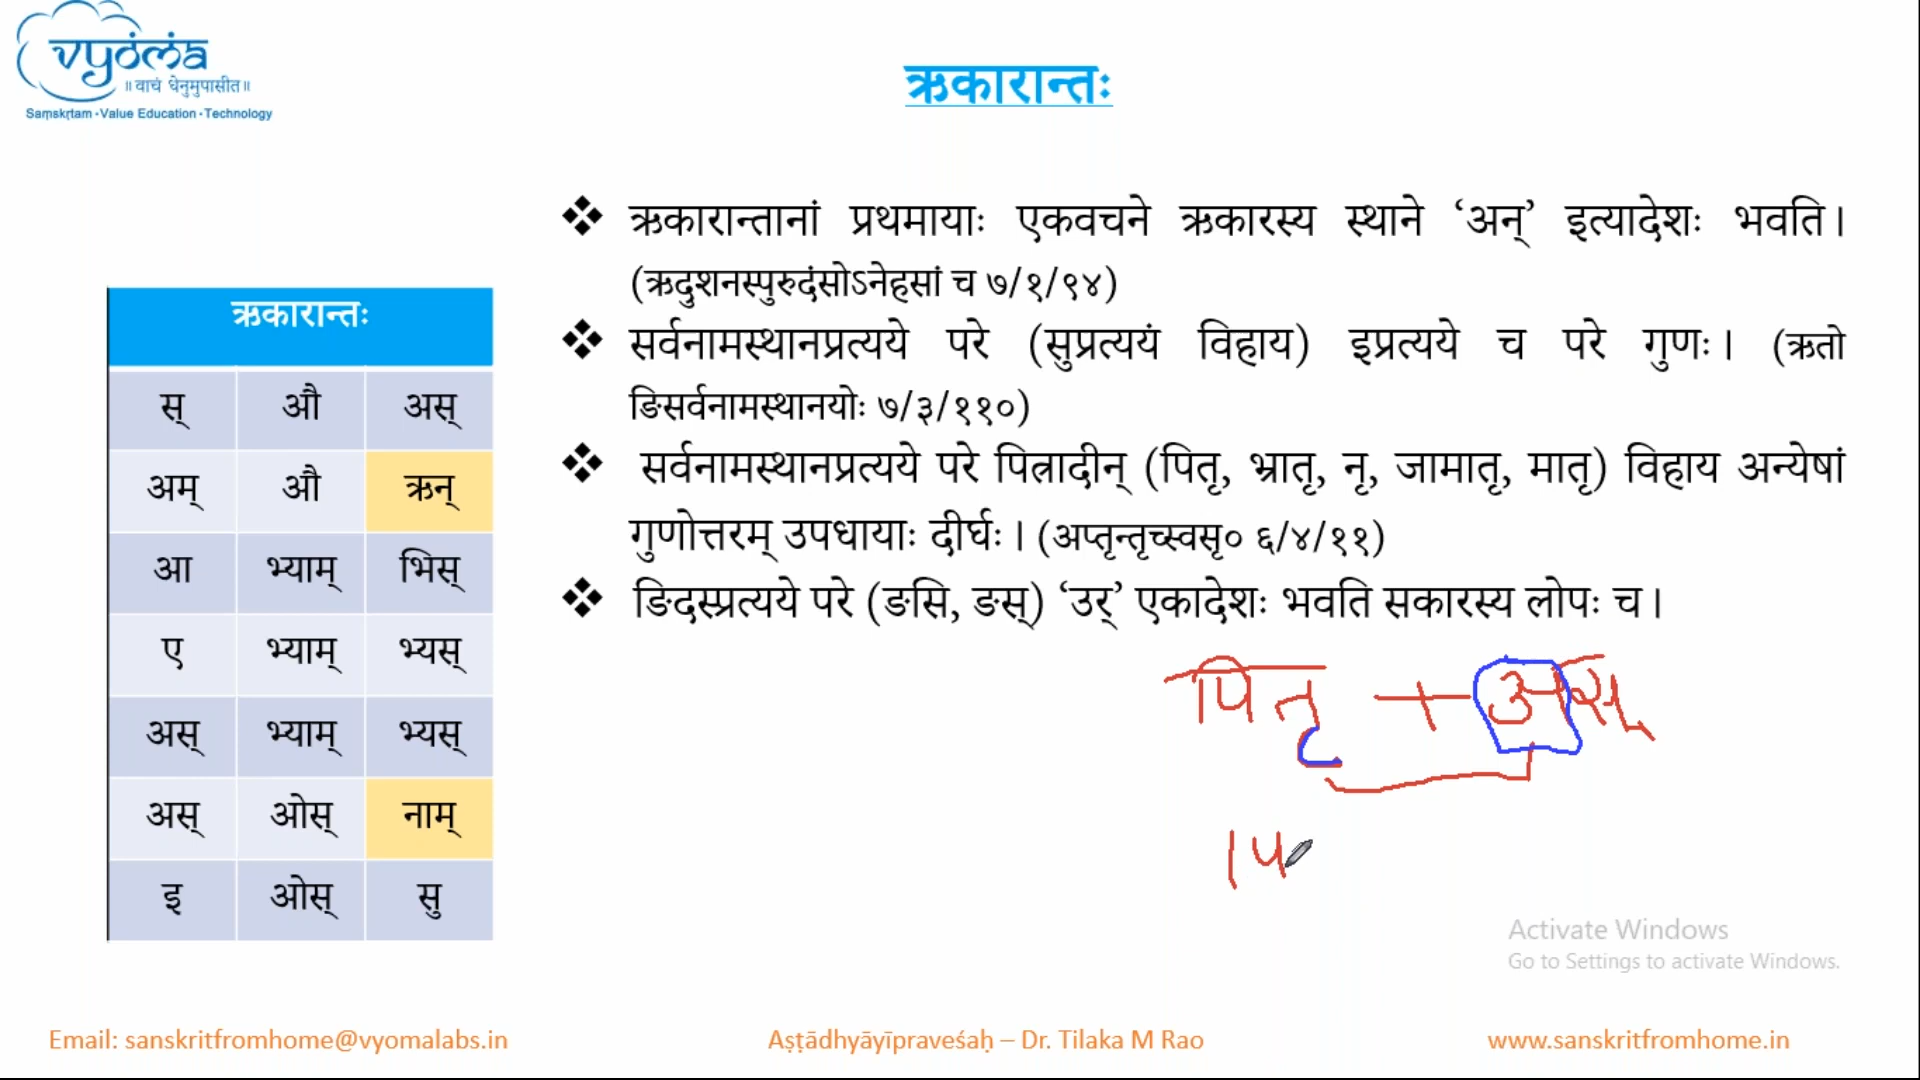 vyoma
॥ वाचं धेनुमुपासीत॥
Saṃskṛtam • Value Education • Technology
ऋकारान्तः
❖ ऋकारान्तानां प्रथमायाः एकवचने ऋकारस्य स्थाने ‘अन्’ इत्यादेशः भवति।
(ऋदुशनस्पुरुदंसोऽनेहसां च ७/१/९४)
❖ सर्वनामस्थानप्रत्यये परे (सुप्रत्ययं विहाय) इप्रत्यये च परे गुणः। (ऋतो
ङिसर्वनामस्थानयोः ७/३/११०)
❖ सर्वनामस्थानप्रत्यये परे पित्रादीन् (पितृ, भ्रातृ, नृ, जामातृ, मातृ) विहाय अन्येषां
गुणोत्तरम् उपधायाः दीर्घः। (अप्तृन्तृच्स्वसृ० ६/४/११)
❖ ङिदस्प्रत्यये परे (ङसि, ङस्) ‘उर्’ एकादेशः भवति सकारस्य लोपः च।
ऋकारान्तः
स् औ अस्
अम् औ ऋन्
आ भ्याम् भिस्
ए भ्याम् भ्यस्
अस् भ्याम् भ्यस्
अस् ओस् नाम्
इ ओस् सु
पितृ + अस्
Activate Windows
Go to Settings to activate Windows.
Email: sanskritfromhome@vyomalabs.in Aṣṭādhyāyīpraveśaḥ – Dr. Tilaka M Rao www.sanskritfromhome.in